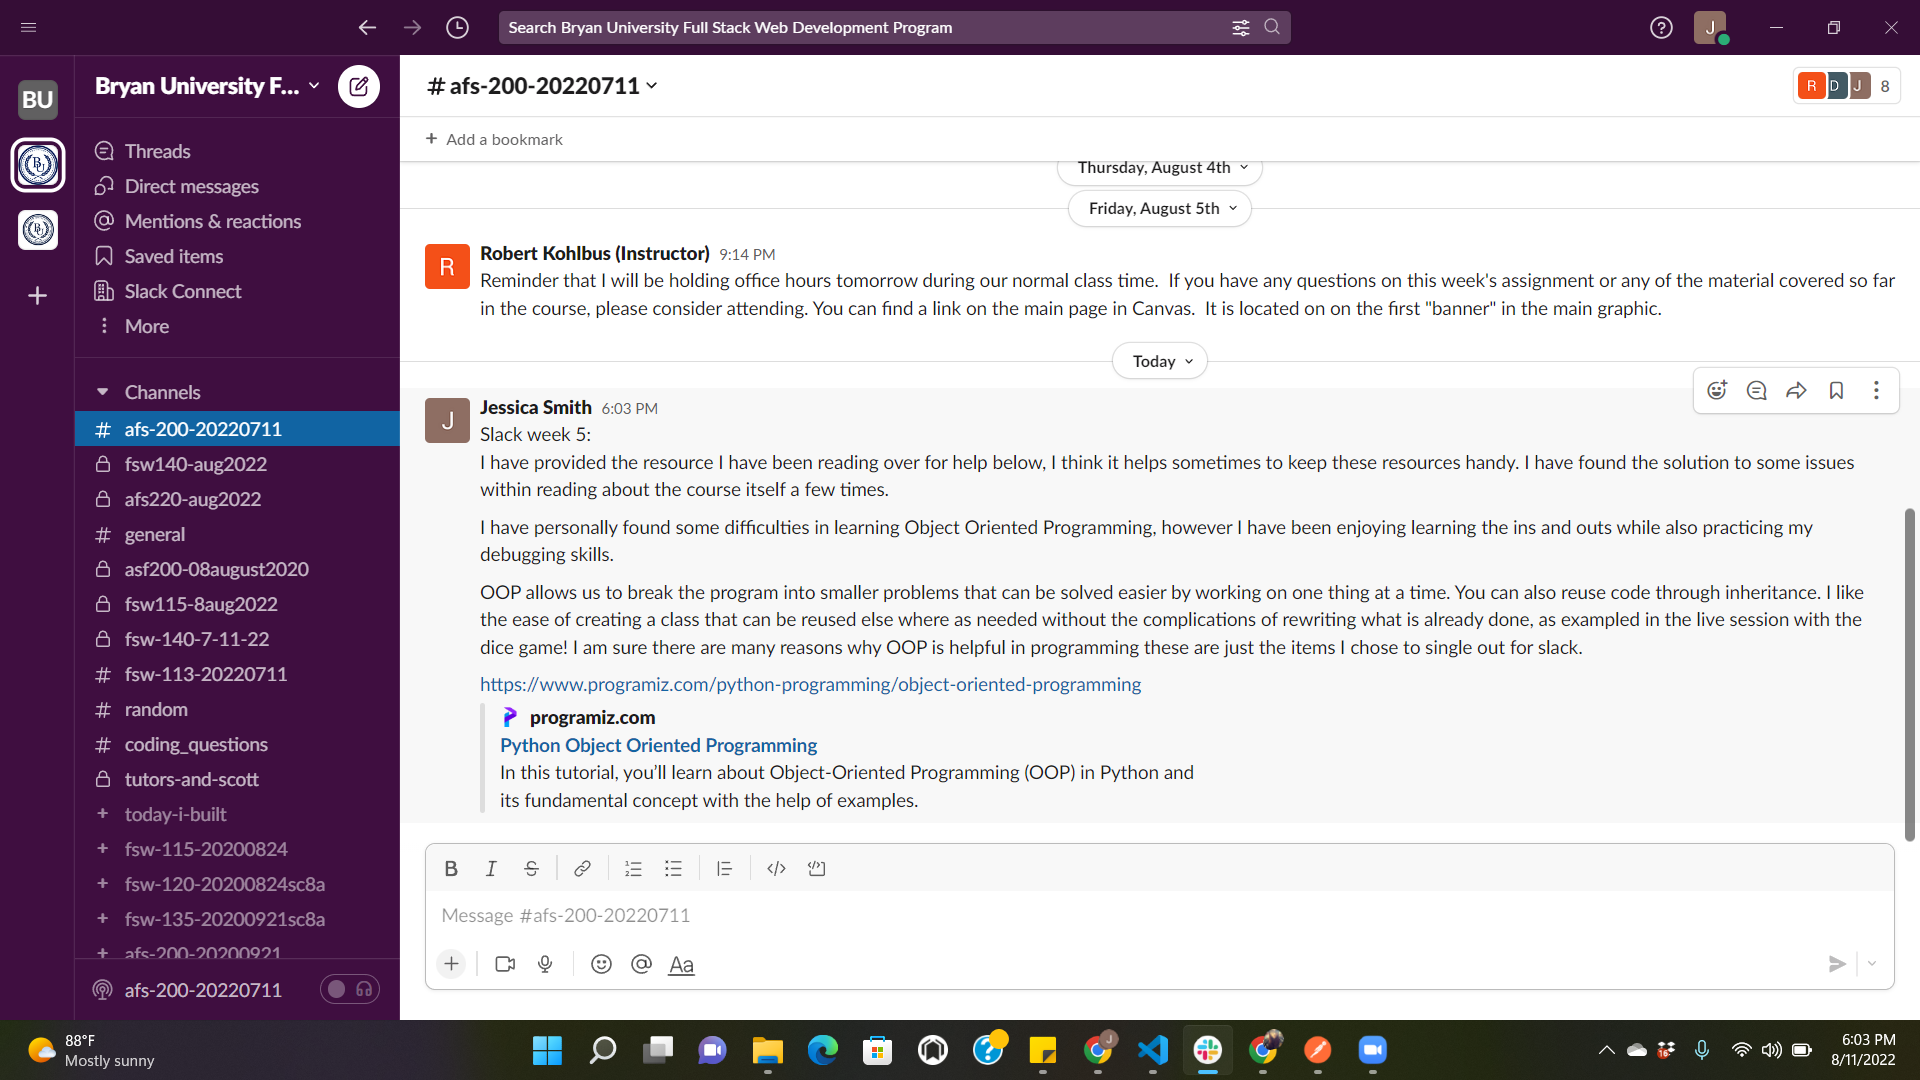 Search Bryan University Full Stack Web Development Program
J
BU
Bryan University F...
Threads
Direct messages
Mentions & reactions
Saved items
Slack Connect
More
Channels
# afs-200-20220711
fsw140-aug2022
afs220-aug2022
# general
asf200-08august2020
fsw115-8aug2022
fsw-140-7-11-22
# fsw-113-20220711
# random
# coding_questions
tutors-and-scott
+ today-i-built
+ fsw-115-20200824
+ fsw-120-20200824sc8a
+ fsw-135-20200921sc8a
+ afs-200-20200921
afs-200-20220711
# afs-200-20220711
R D J 8
+ Add a bookmark
Thursday, August 4th
Friday, August 5th
R
Robert Kohlbus (Instructor) 9:14 PM
Reminder that I will be holding office hours tomorrow during our normal class time.  If you have any questions on this week's assignment or any of the material covered so far
in the course, please consider attending. You can find a link on the main page in Canvas.  It is located on on the first "banner" in the main graphic.
Today
J
Jessica Smith 6:03 PM
Slack week 5:
I have provided the resource I have been reading over for help below, I think it helps sometimes to keep these resources handy. I have found the solution to some issues
within reading about the course itself a few times.
I have personally found some difficulties in learning Object Oriented Programming, however I have been enjoying learning the ins and outs while also practicing my
debugging skills.
OOP allows us to break the program into smaller problems that can be solved easier by working on one thing at a time. You can also reuse code through inheritance. I like
the ease of creating a class that can be reused else where as needed without the complications of rewriting what is already done, as exampled in the live session with the
dice game! I am sure there are many reasons why OOP is helpful in programming these are just the items I chose to single out for slack.
https://www.programiz.com/python-programming/object-oriented-programming
programiz.com
Python Object Oriented Programming
In this tutorial, you’ll learn about Object-Oriented Programming (OOP) in Python and
its fundamental concept with the help of examples.
B I S
Message #afs-200-20220711
Aa
88°F
Mostly sunny
6:03 PM
8/11/2022